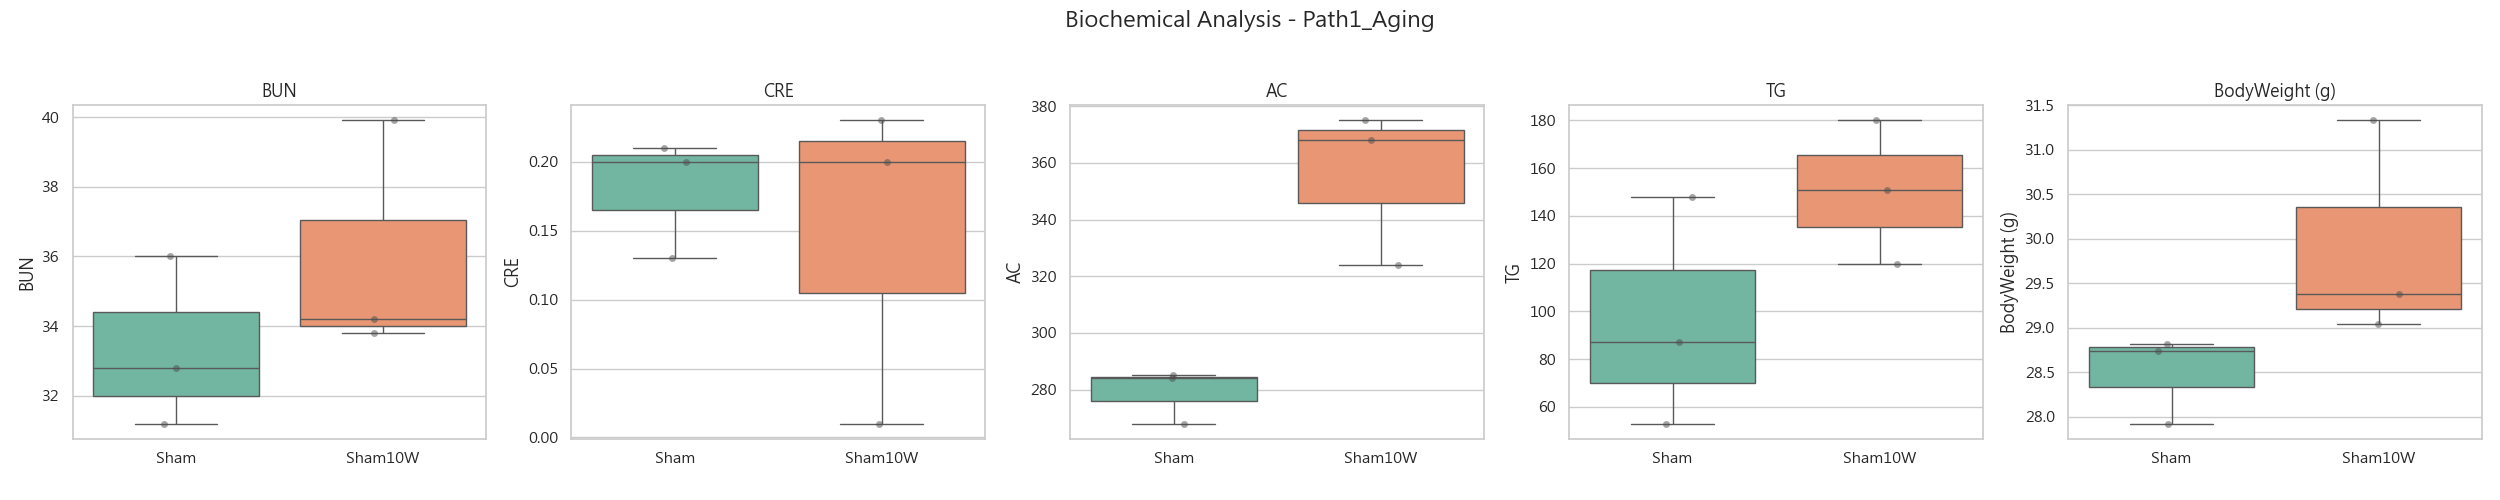 Biochemical Analysis - Path1_Aging
BUN
BUN
40
38
36
34
32
Sham
Sham10W
CRE
CRE
0.20
0.15
0.10
0.05
0.00
Sham
Sham10W
AC
AC
380
360
340
320
300
280
Sham
Sham10W
TG
TG
180
160
140
120
100
80
60
Sham
Sham10W
BodyWeight (g)
BodyWeight (g)
31.5
31.0
30.5
30.0
29.5
29.0
28.5
28.0
Sham
Sham10W